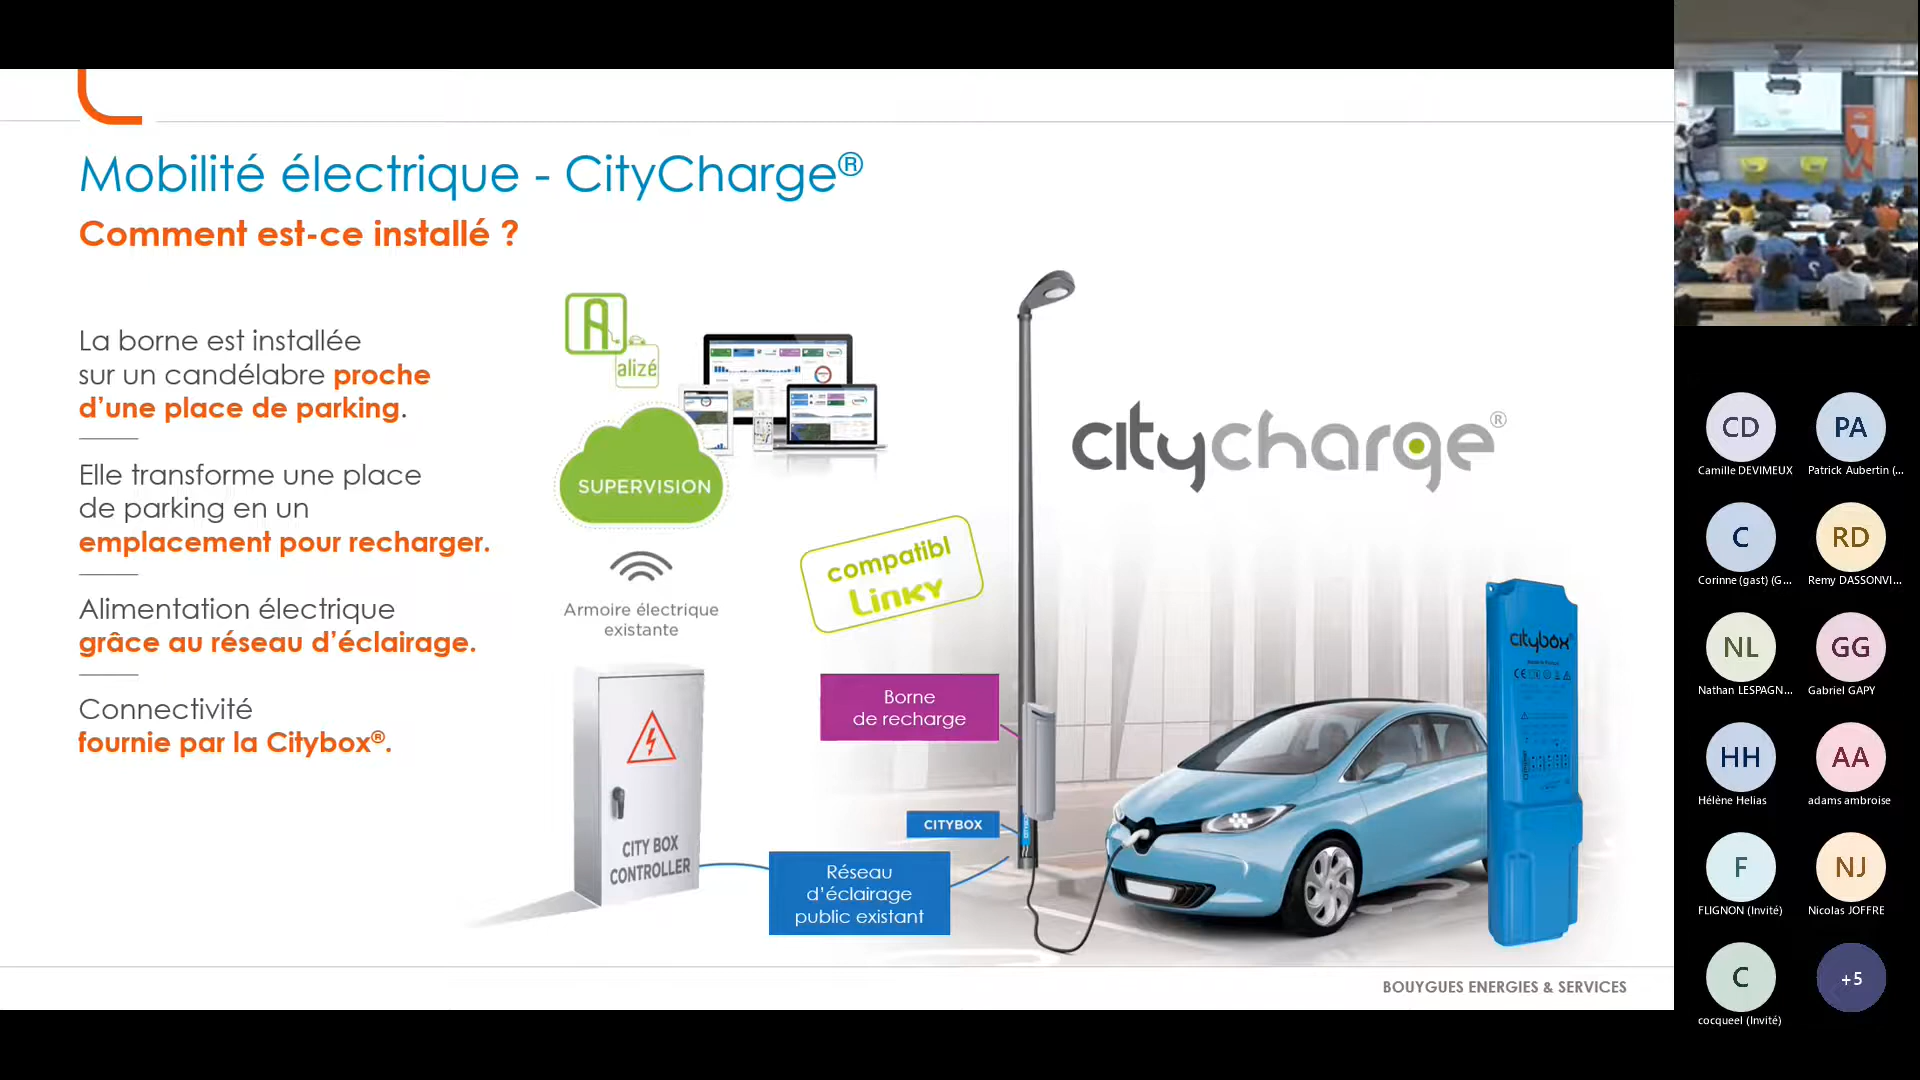 Mobilité électrique - CityCharge®
Comment est-ce installé ?
La borne est installée
sur un candélabre proche
d’une place de parking.
Elle transforme une place
de parking en un
emplacement pour recharger.
Alimentation électrique
grâce au réseau d’éclairage.
Connectivité
fournie par la Citybox®.
A
alizé
SUPERVISION
Armoire électrique
existante
CITY BOX
CONTROLLER
compatibl
Linky
Borne
de recharge
CITYBOX
Réseau
d’éclairage
public existant
citycharge®
citybox®
BOUYGUES ENERGIES & SERVICES
CD
Camille DEVIMEUX
PA
Patrick Aubertin (...
C
Corinne (gast) (G...
RD
Remy DASSONVI...
NL
Nathan LESPAGN...
GG
Gabriel GAPY
HH
Hélène Helias
AA
adams ambroise
F
FLIGNON (Invité)
NJ
Nicolas JOFFRE
C
cocqueel (Invité)
+5